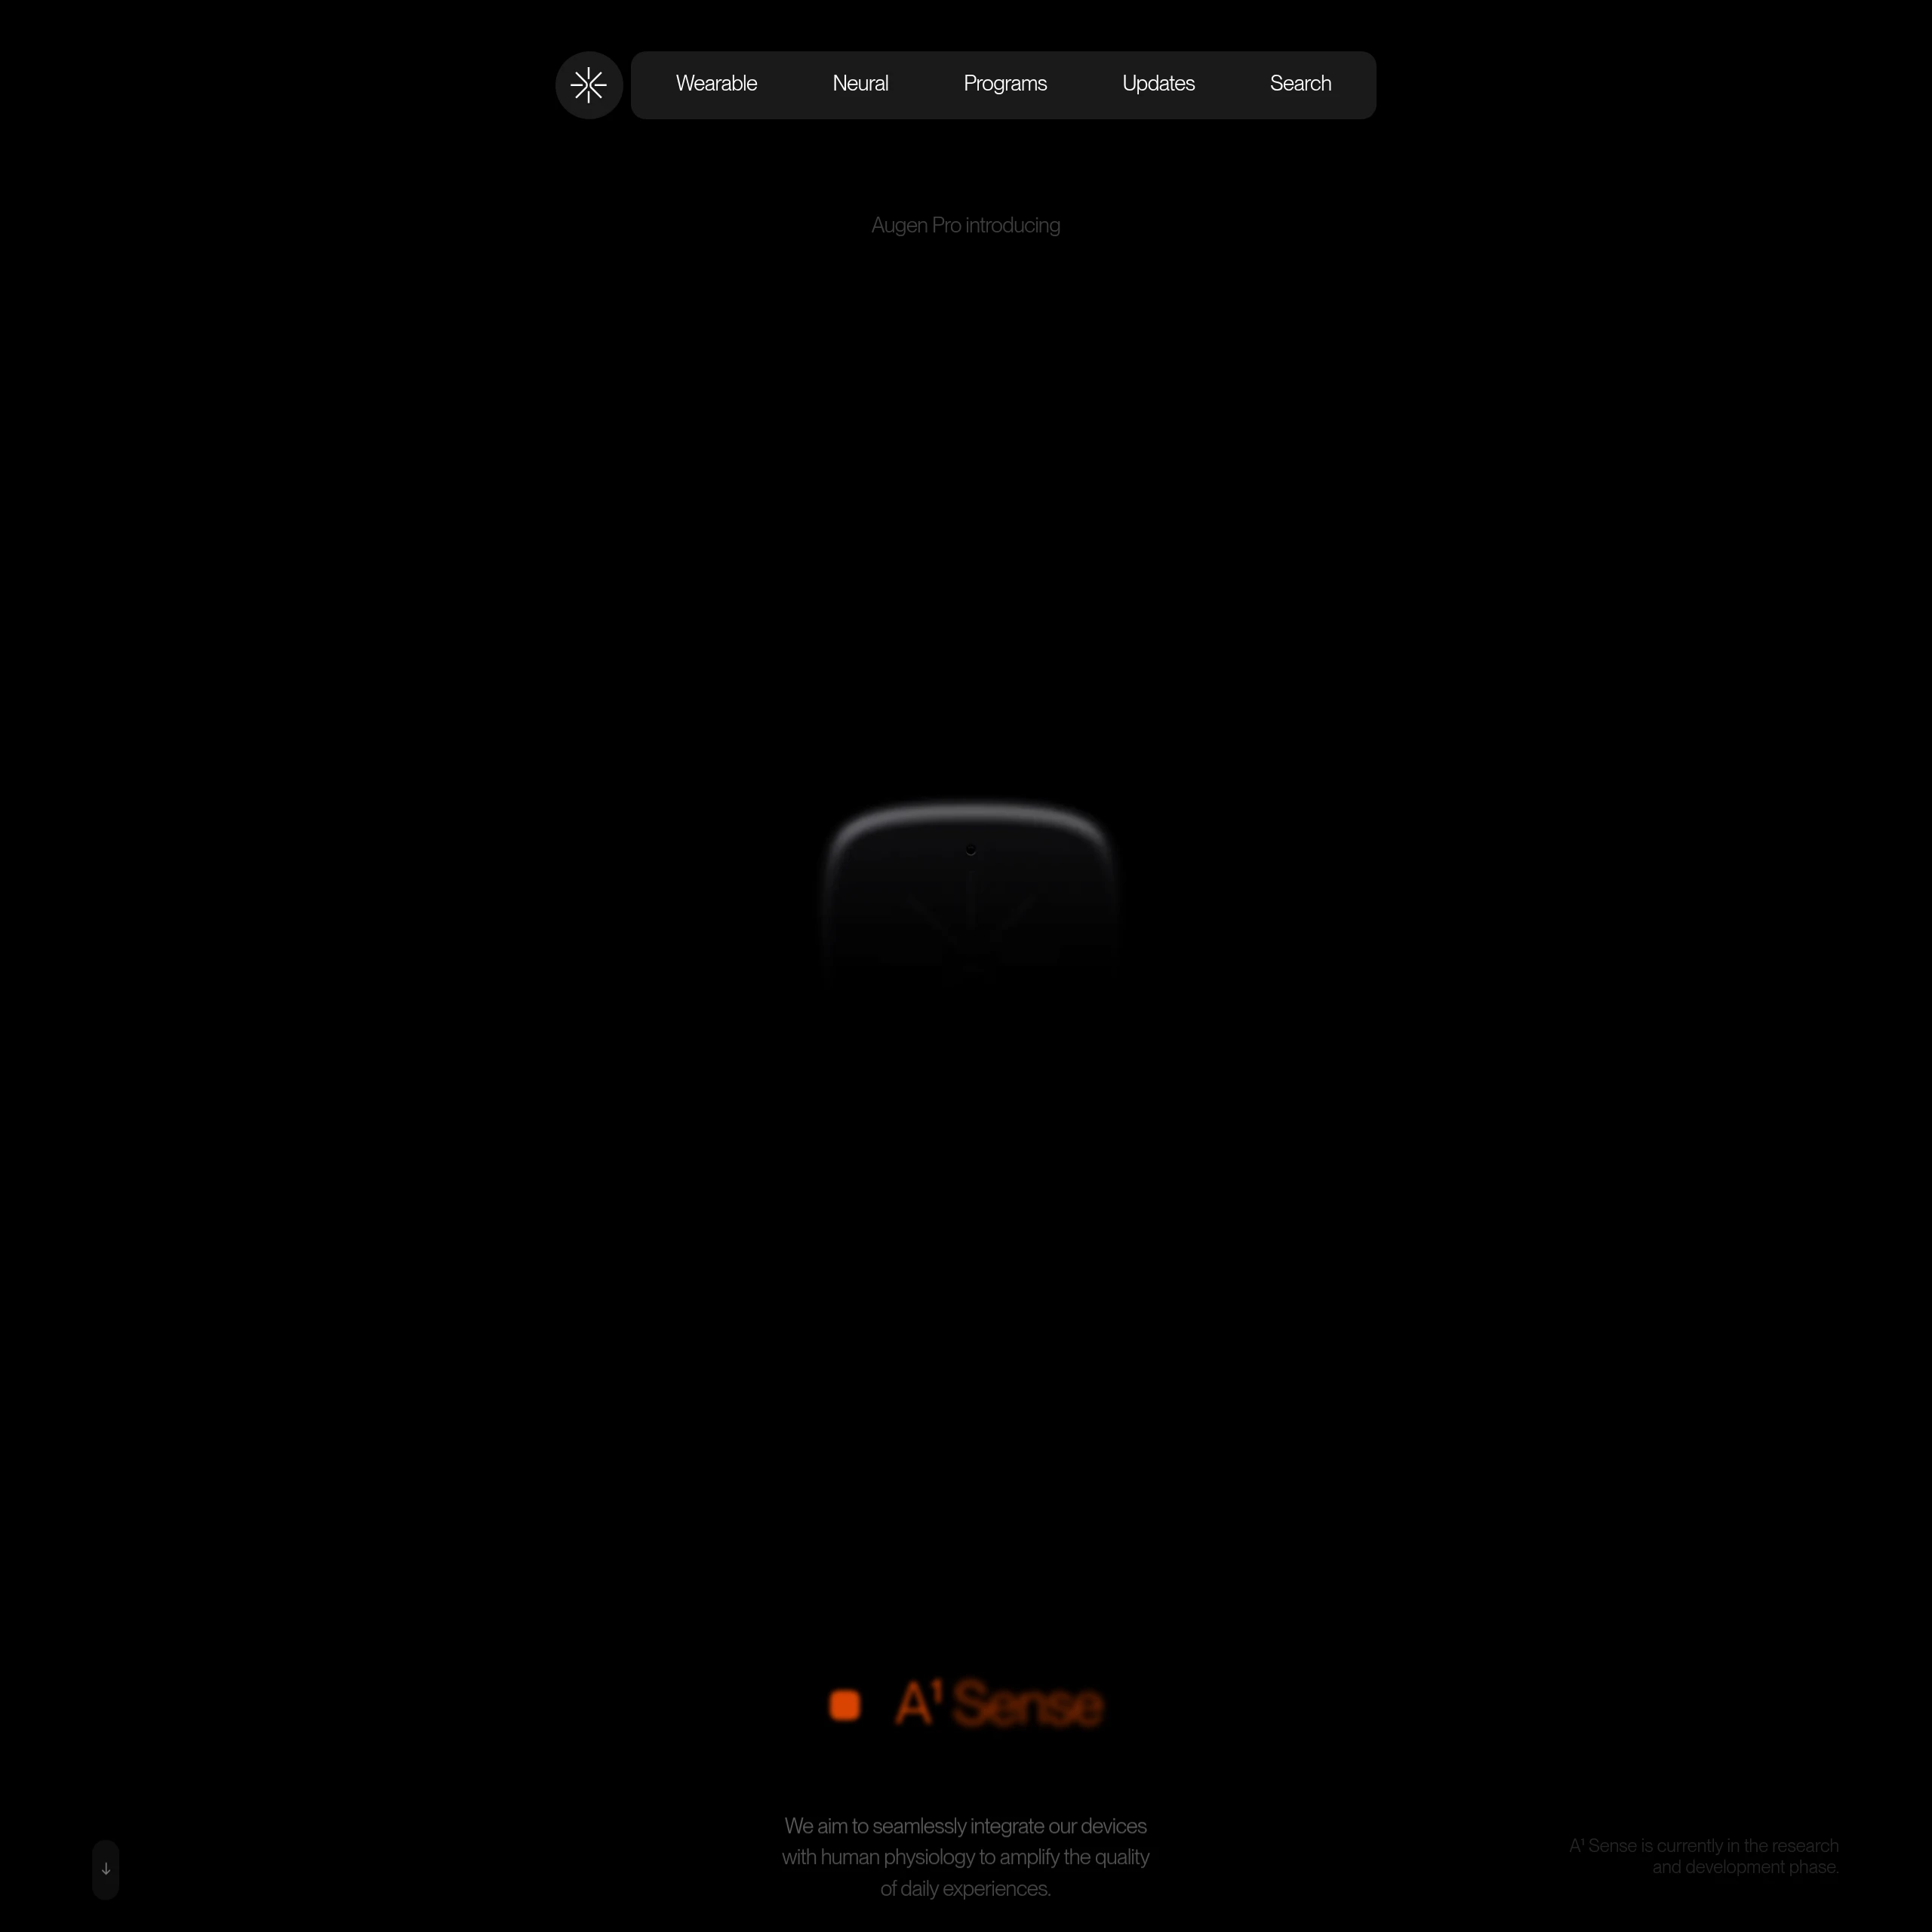 Wearable
Neural
Programs
Updates
Search
Augen Pro introducing
A¹ Sense
We aim to seamlessly integrate our devices
with human physiology to amplify the quality
of daily experiences.
A¹ Sense is currently in the research
and development phase.